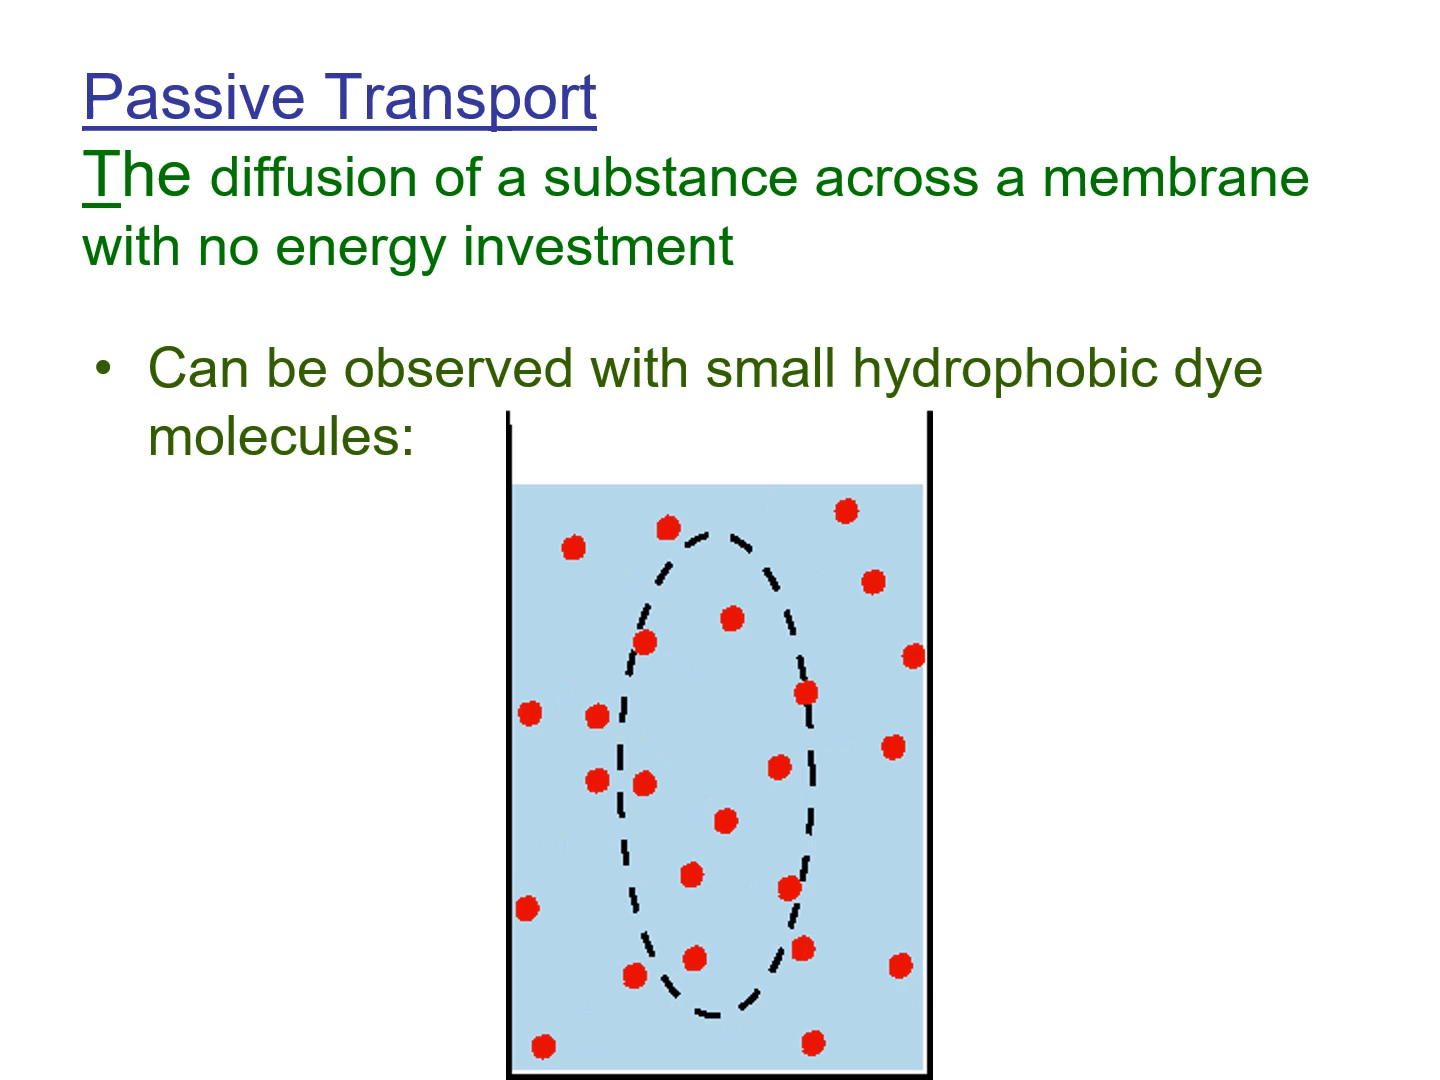 Passive Transport
The diffusion of a substance across a membrane
with no energy investment
• Can be observed with small hydrophobic dye
molecules: